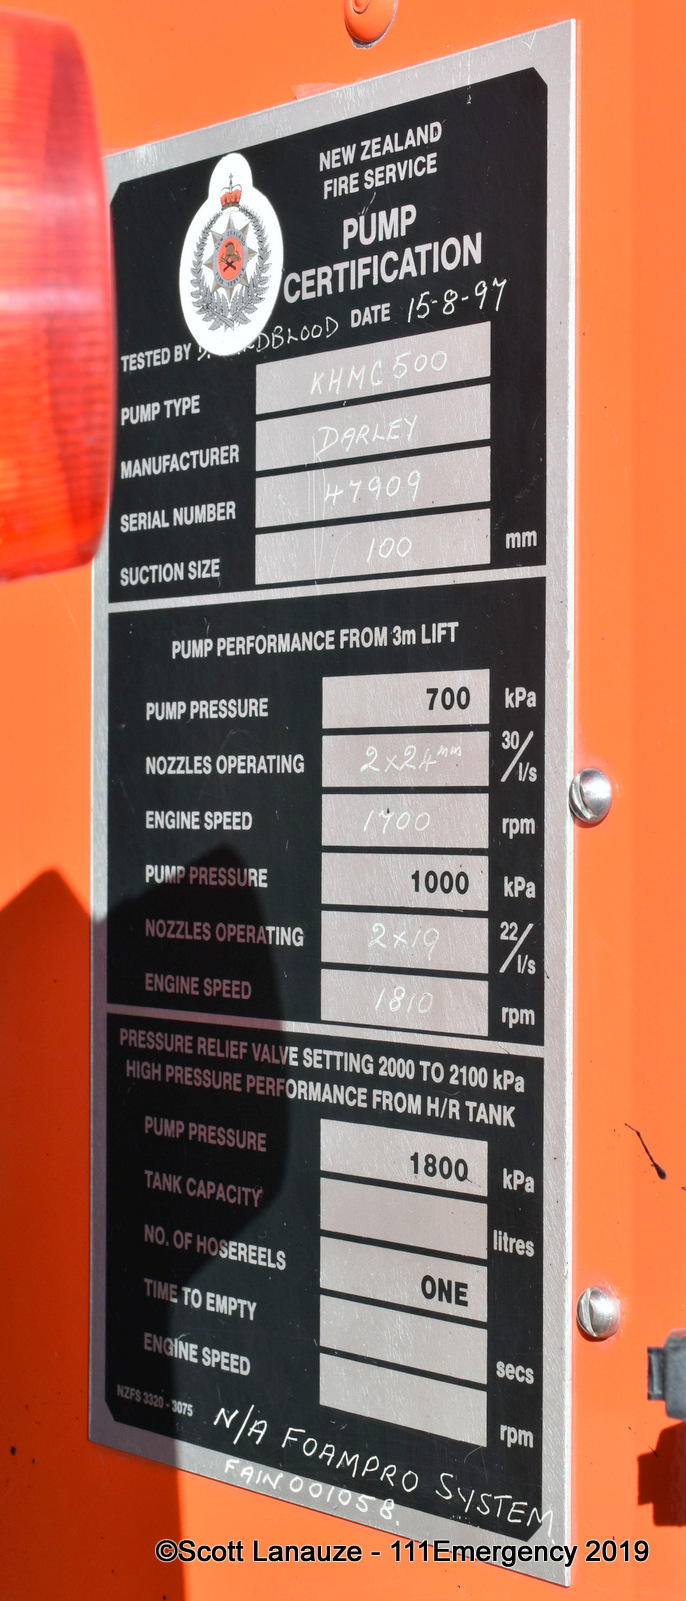 NEW ZEALAND
FIRE SERVICE
PUMP
CERTIFICATION
TESTED BY DATE 15-8-97
PUMP TYPE KHMC 500
MANUFACTURER DARLEY
SERIAL NUMBER 47909
SUCTION SIZE 100 mm
PUMP PERFORMANCE FROM 3m LIFT
PUMP PRESSURE 700 kPa
NOZZLES OPERATING 2x24mm 30/l/s
ENGINE SPEED 1700 rpm
PUMP PRESSURE 1000 kPa
NOZZLES OPERATING 2x19 22/l/s
ENGINE SPEED 1810 rpm
PRESSURE RELIEF VALVE SETTING 2000 TO 2100 kPa
HIGH PRESSURE PERFORMANCE FROM H/R TANK
PUMP PRESSURE 1800 kPa
TANK CAPACITY litres
NO. OF HOSEREELS ONE
TIME TO EMPTY secs
ENGINE SPEED rpm
NZFS 3320 - 3075
N/A FOAMPRO SYSTEM
FAIN001058.
©Scott Lanauze - 111Emergency 2019